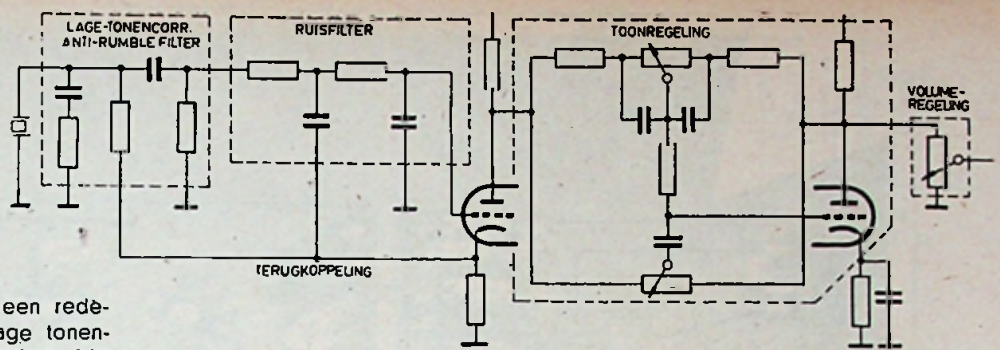 LAGE-TONENCORR.
ANTI-RUMBLE FILTER
RUISFILTER
TOONREGELING
VOLUME-
REGELING
TERUGKOPPELING
een rede-
age tonen-